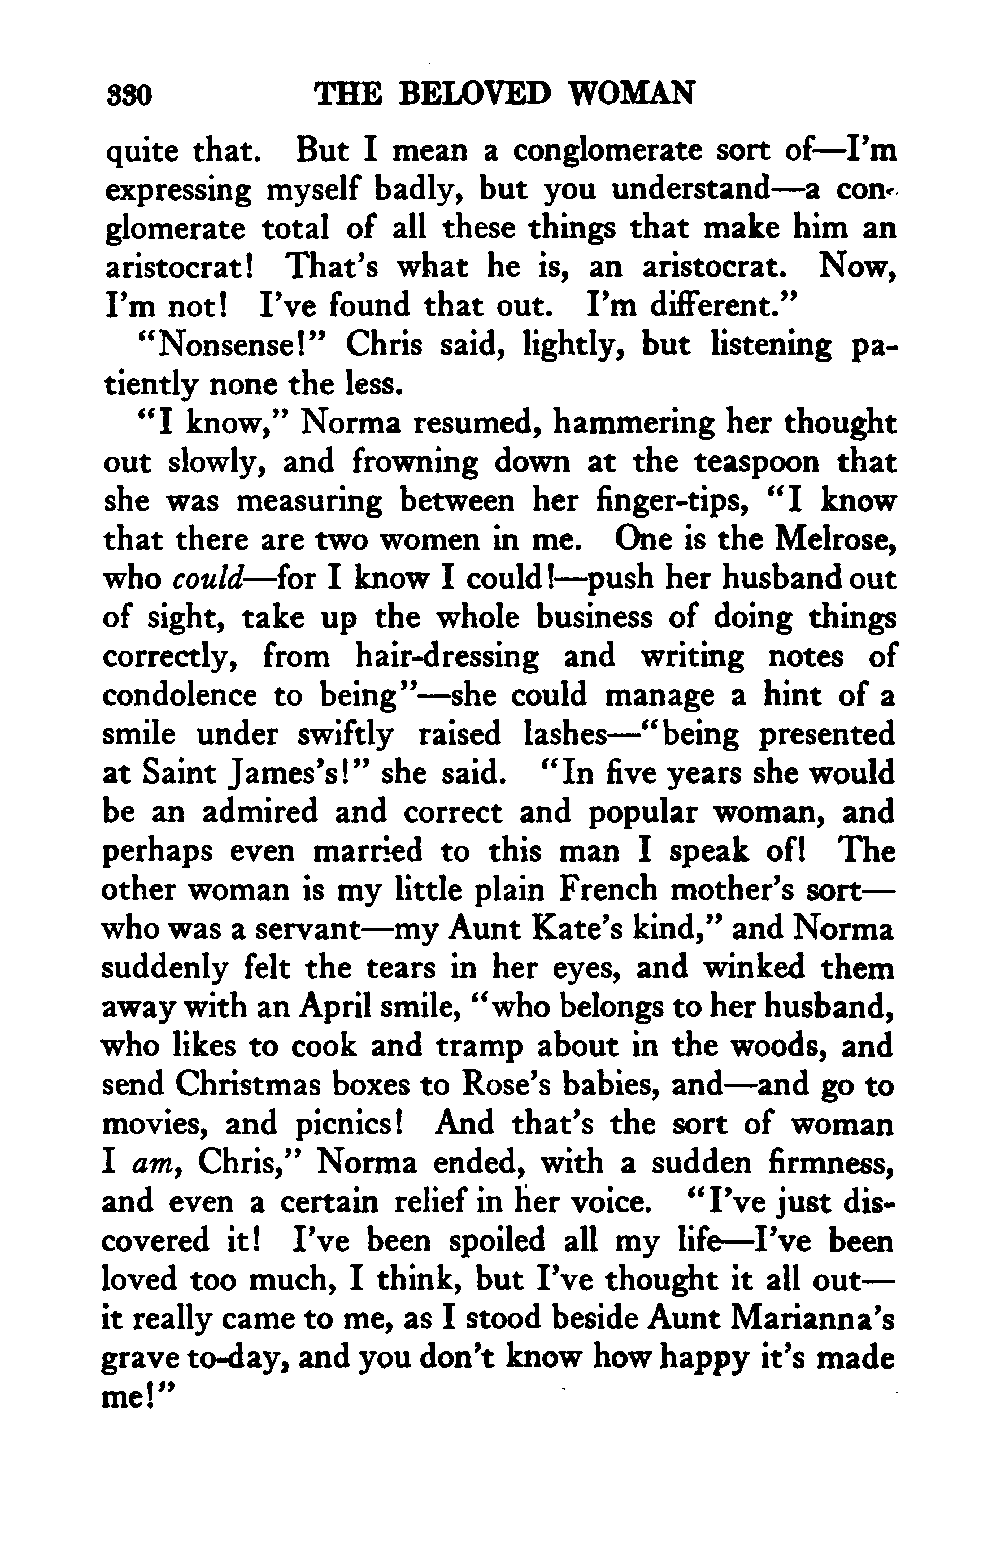 330 THE BELOVED WOMAN
quite that. But I mean a conglomerate sort of—I'm
expressing myself badly, but you understand—a con-
glomerate total of all these things that make him an
aristocrat! That's what he is, an aristocrat. Now,
I'm not! I've found that out. I'm different."
"Nonsense!" Chris said, lightly, but listening pa-
tiently none the less.
"I know," Norma resumed, hammering her thought
out slowly, and frowning down at the teaspoon that
she was measuring between her finger-tips, "I know
that there are two women in me. One is the Melrose,
who could—for I know I could!—push her husband out
of sight, take up the whole business of doing things
correctly, from hair-dressing and writing notes of
condolence to being"—she could manage a hint of a
smile under swiftly raised lashes—"being presented
at Saint James's!" she said. "In five years she would
be an admired and correct and popular woman, and
perhaps even married to this man I speak of! The
other woman is my little plain French mother's sort—
who was a servant—my Aunt Kate's kind," and Norma
suddenly felt the tears in her eyes, and winked them
away with an April smile, "who belongs to her husband,
who likes to cook and tramp about in the woods, and
send Christmas boxes to Rose's babies, and—and go to
movies, and picnics! And that's the sort of woman
I am, Chris," Norma ended, with a sudden firmness,
and even a certain relief in her voice. "I've just dis-
covered it! I've been spoiled all my life—I've been
loved too much, I think, but I've thought it all out—
it really came to me, as I stood beside Aunt Marianna's
grave to-day, and you don't know how happy it's made
me!"